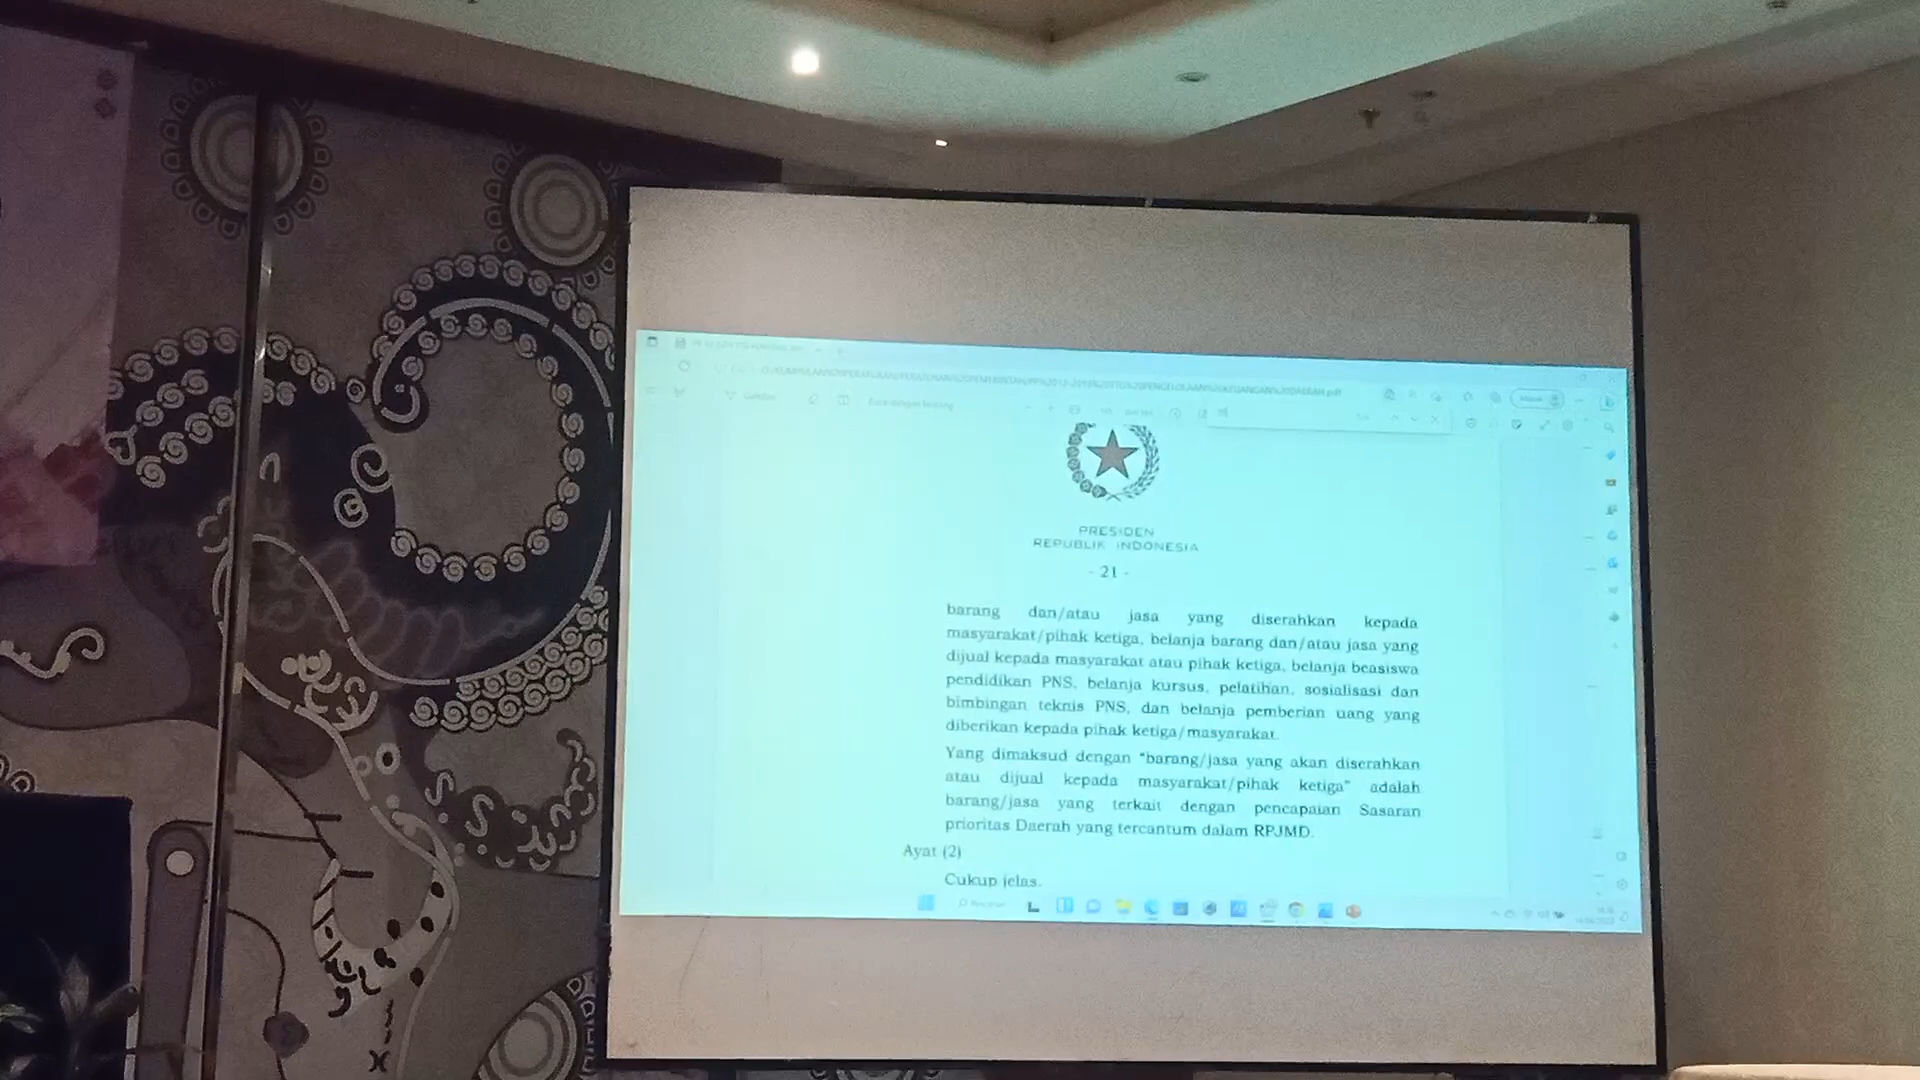 PRESIDEN
REPUBLIK INDONESIA
- 21 -
barang dan/atau jasa yang diserahkan kepada
masyarakat/pihak ketiga, belanja barang dan/atau jasa yang
dijual kepada masyarakat atau pihak ketiga, belanja beasiswa
pendidikan PNS, belanja kursus, pelatihan, sosialisasi dan
bimbingan teknis PNS, dan belanja pemberian uang yang
diberikan kepada pihak ketiga/masyarakat.
Yang dimaksud dengan "barang/jasa yang akan diserahkan
atau dijual kepada masyarakat/pihak ketiga" adalah
barang/jasa yang terkait dengan pencapaian Sasaran
prioritas Daerah yang tercantum dalam RPJMD.
Ayat (2)
Cukup jelas.